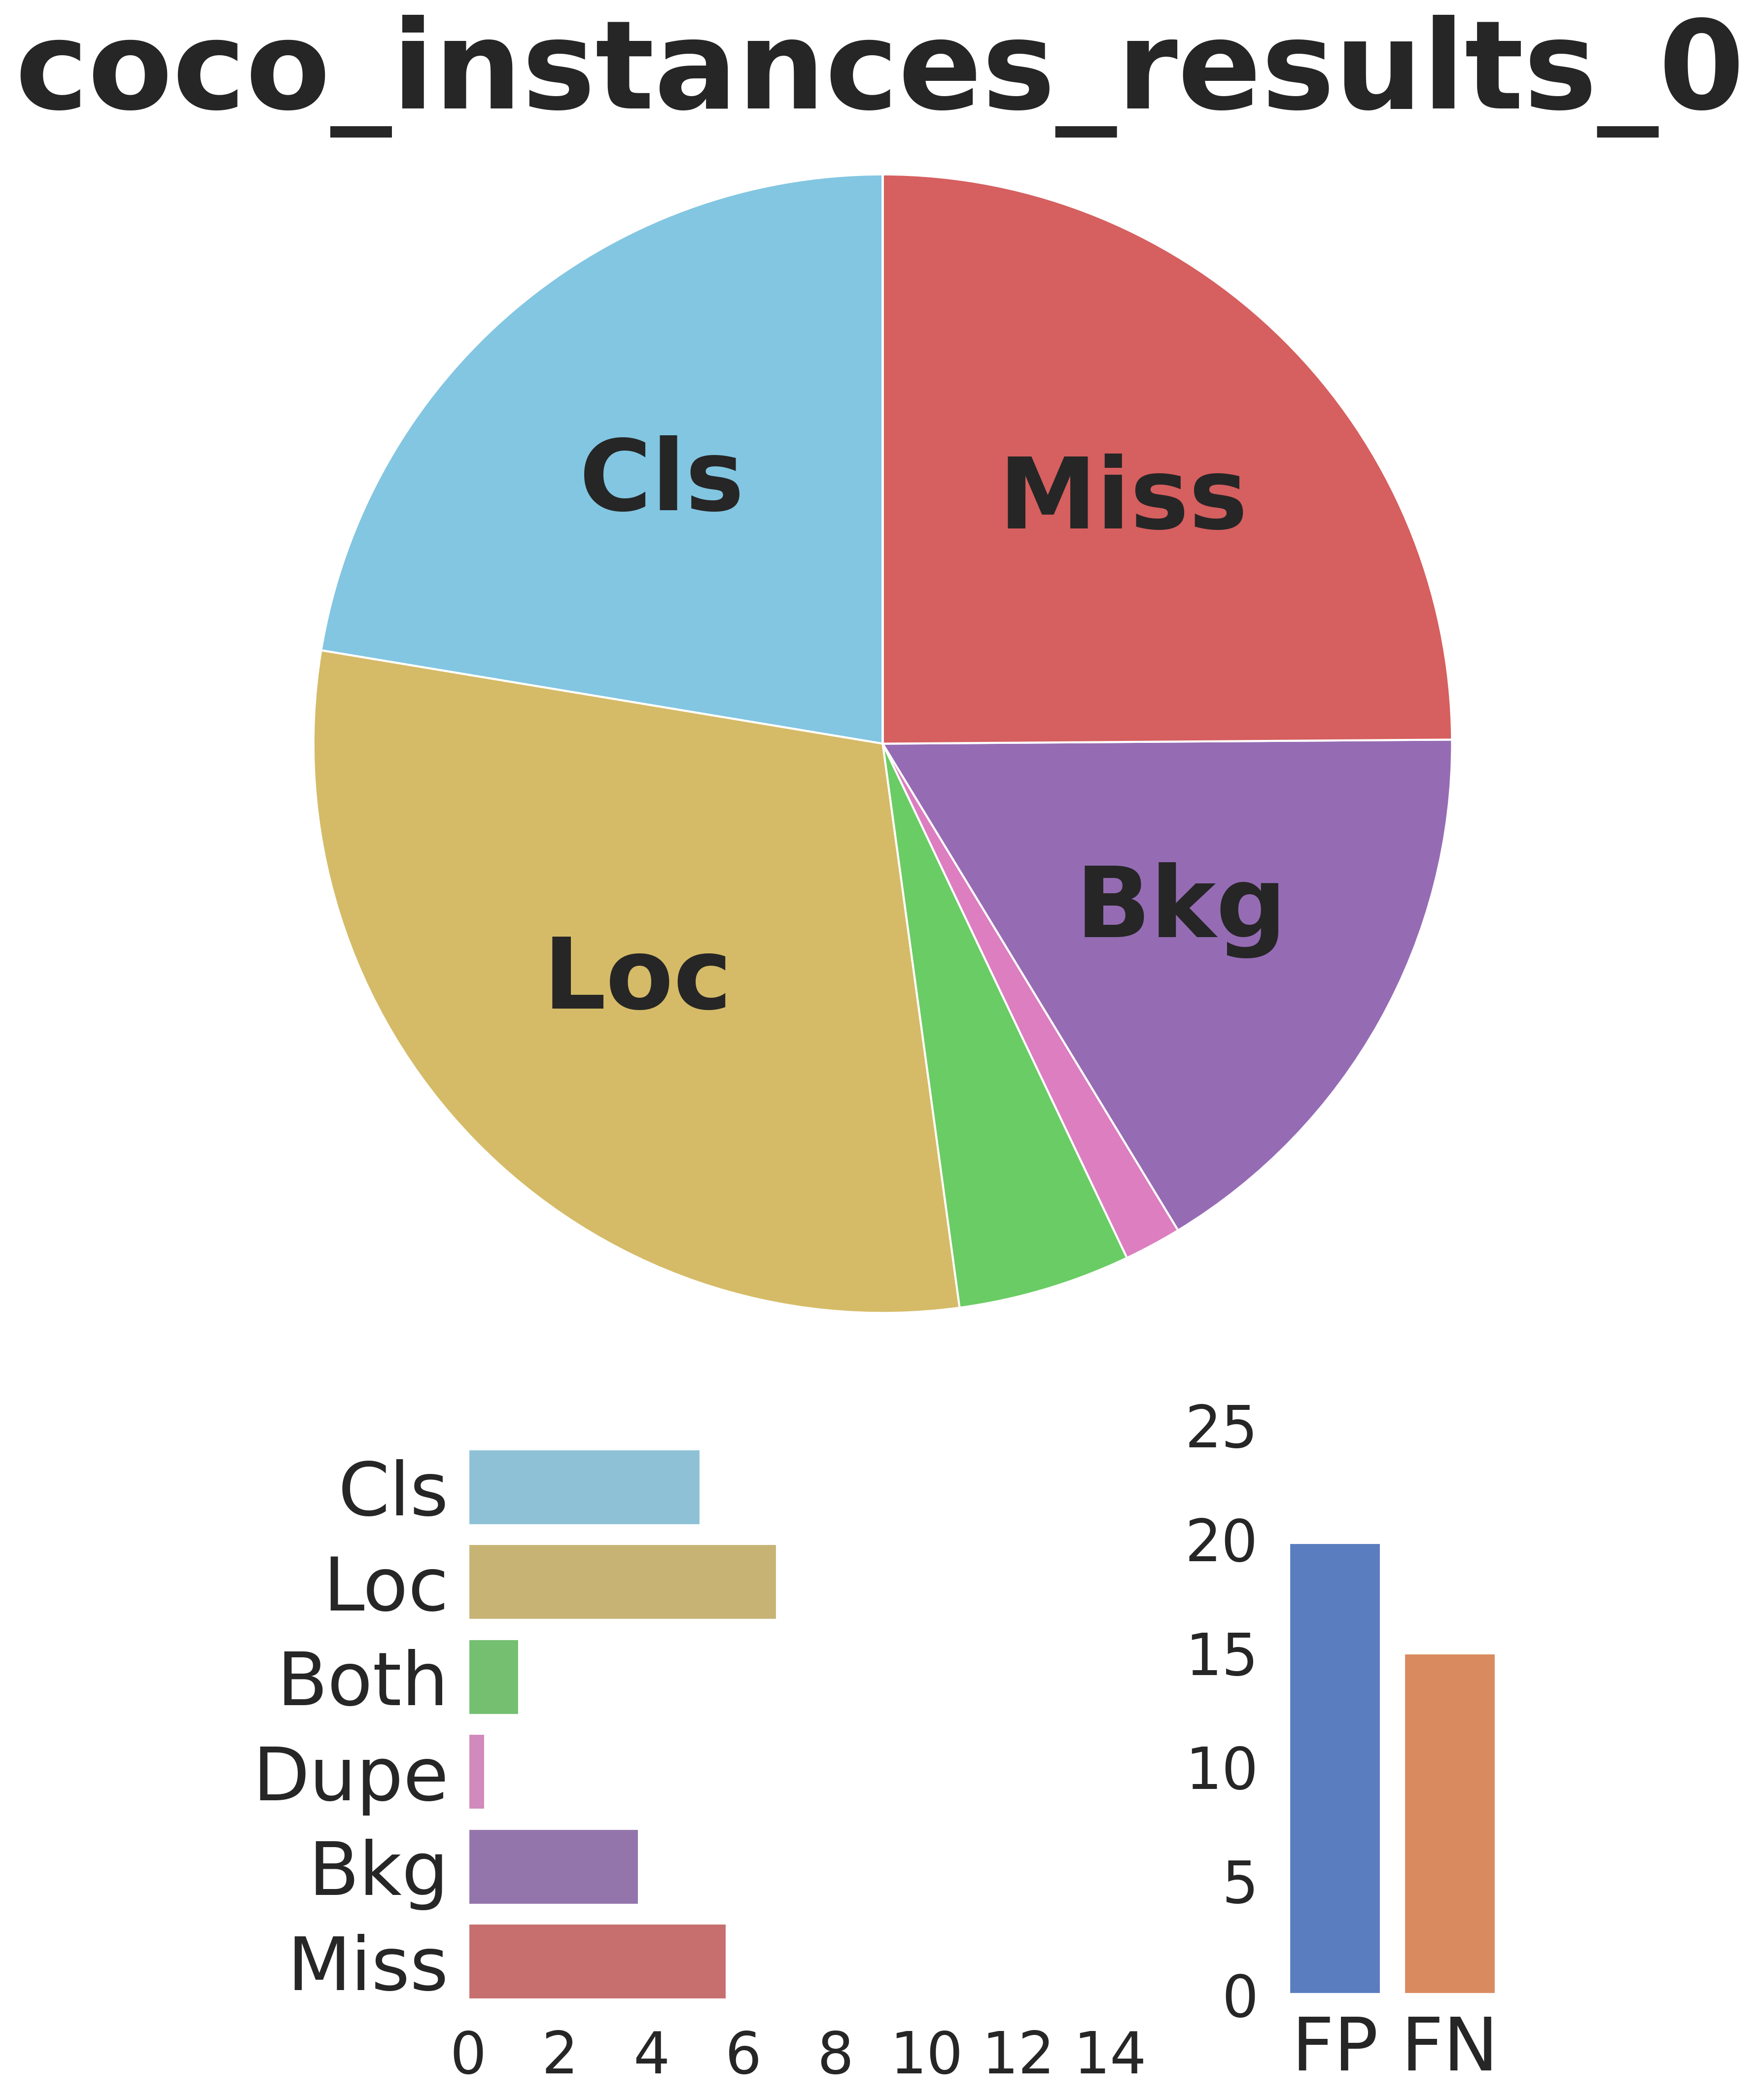 coco_instances_results_0
Cls
Miss
Bkg
Loc
Cls
Loc
Both
Dupe
Bkg
Miss
0 2 4 6 8 10 12 14
25
20
15
10
5
0
FP FN